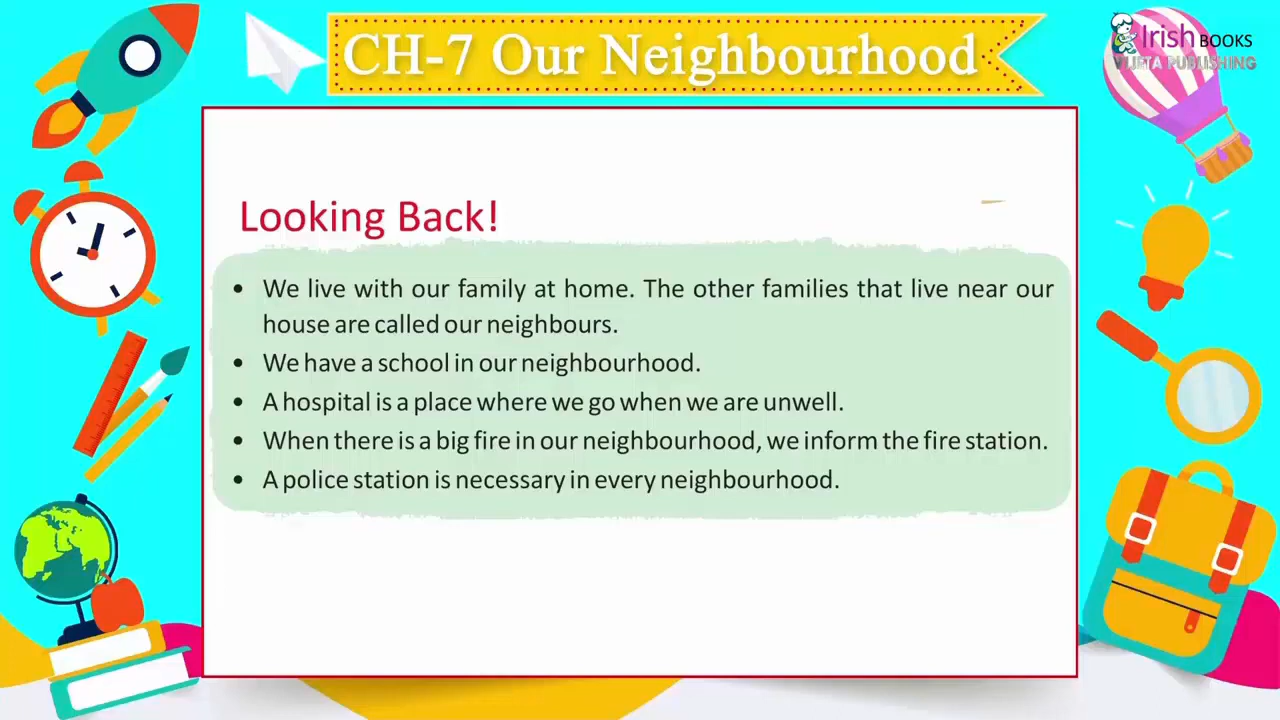 CH-7 Our Neighbourhood
Irish BOOKS
PUBLISHING
Looking Back!
• We live with our family at home. The other families that live near our
house are called our neighbours.
• We have a school in our neighbourhood.
• A hospital is a place where we go when we are unwell.
• When there is a big fire in our neighbourhood, we inform the fire station.
• A police station is necessary in every neighbourhood.